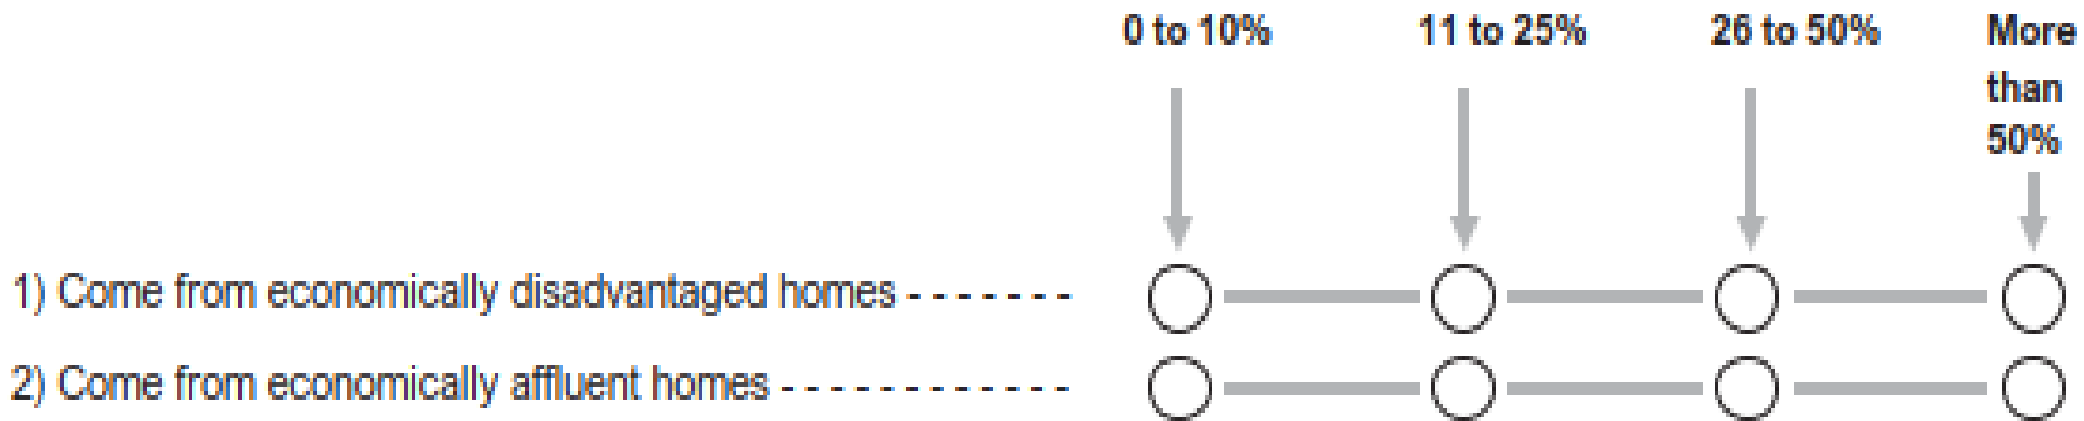 0 to 10% 11 to 25% 26 to 50% More
than
50%
1) Come from economically disadvantaged homes - - - - - - -
2) Come from economically affluent homes - - - - - - - - - - - -